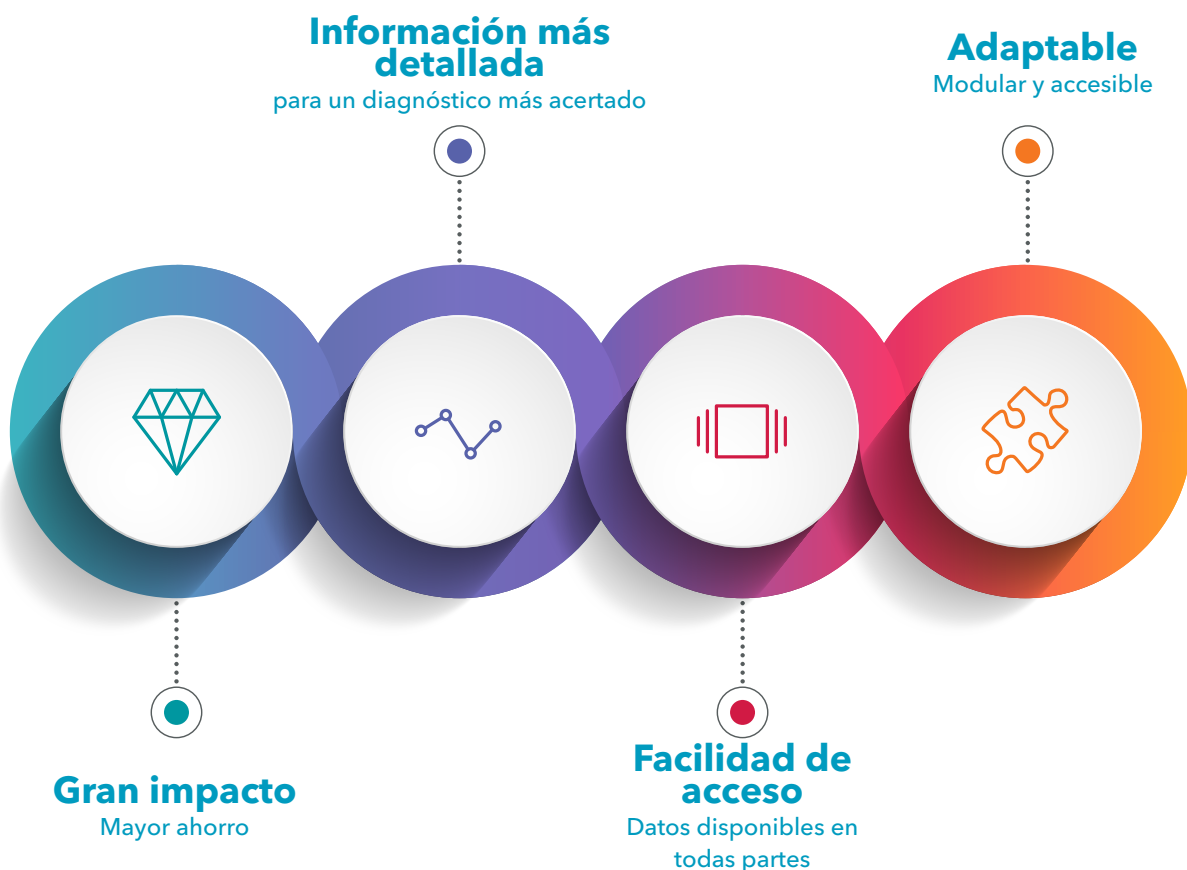 Información más
detallada
para un diagnóstico más acertado
Adaptable
Modular y accesible
Gran impacto
Mayor ahorro
Facilidad de
acceso
Datos disponibles en
todas partes